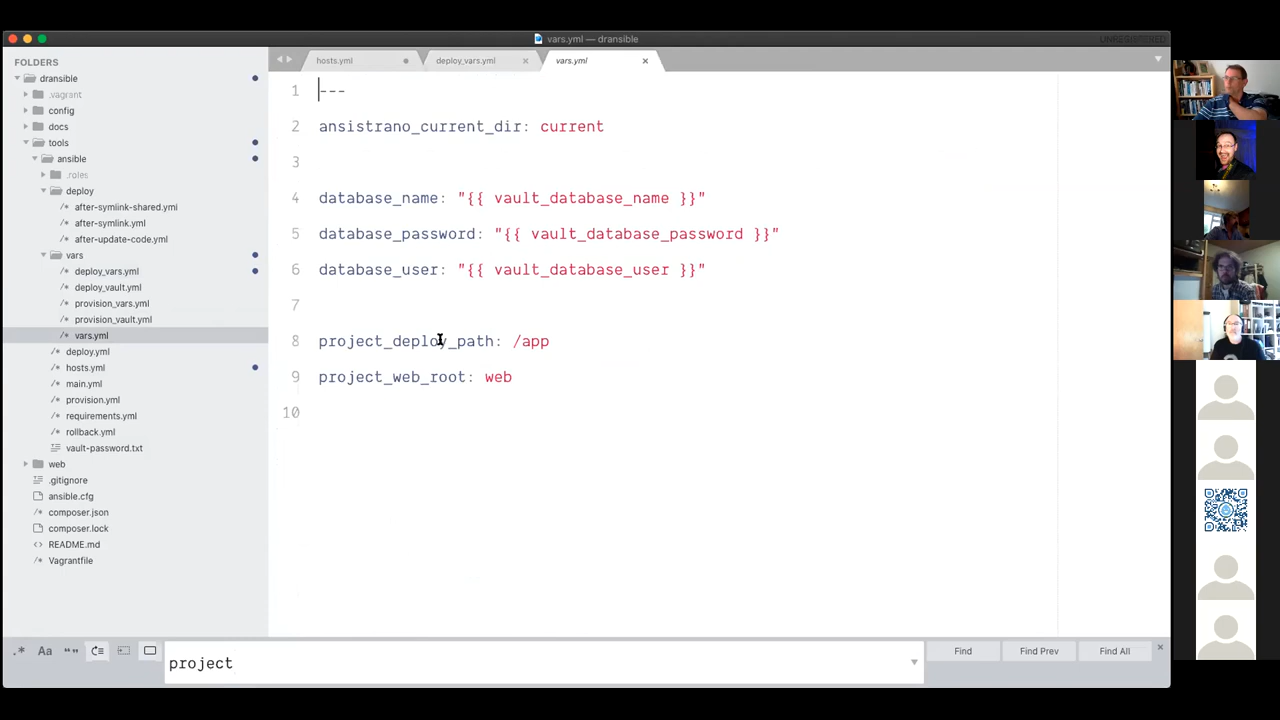 vars.yml — dransible
UNREGISTERED
FOLDERS
dransible
.vagrant
config
docs
tools
ansible
.roles
deploy
after-symlink-shared.yml
after-symlink.yml
after-update-code.yml
vars
deploy_vars.yml
deploy_vault.yml
provision_vars.yml
provision_vault.yml
vars.yml
deploy.yml
hosts.yml
main.yml
provision.yml
requirements.yml
rollback.yml
vault-password.txt
web
.gitignore
ansible.cfg
composer.json
composer.lock
README.md
Vagrantfile
hosts.yml
deploy_vars.yml
vars.yml
1 ---
2 ansistrano_current_dir: current
3
4 database_name: "{{ vault_database_name }}"
5 database_password: "{{ vault_database_password }}"
6 database_user: "{{ vault_database_user }}"
7
8 project_deploy_path: /app
9 project_web_root: web
10
.* Aa “”
project
Find
Find Prev
Find All